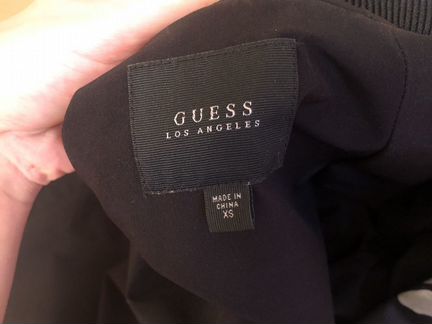 GUESS
LOS ANGELES
MADE IN
CHINA
XS